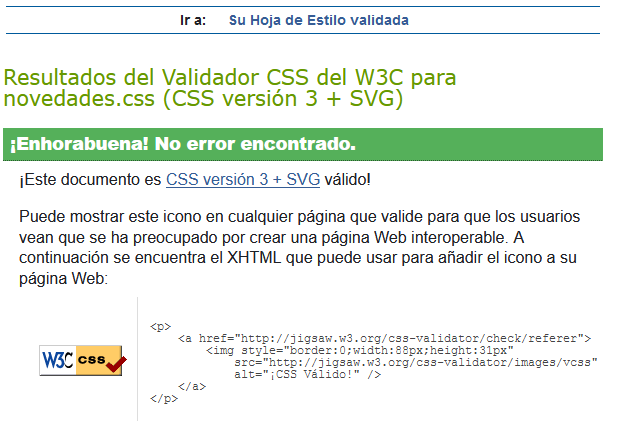 Ir a: Su Hoja de Estilo validada
Resultados del Validador CSS del W3C para
novedades.css (CSS versión 3 + SVG)
¡Enhorabuena! No error encontrado.
¡Este documento es CSS versión 3 + SVG válido!
Puede mostrar este icono en cualquier página que valide para que los usuarios
vean que se ha preocupado por crear una página Web interoperable. A
continuación se encuentra el XHTML que puede usar para añadir el icono a su
página Web:
<p>
<a href="http://jigsaw.w3.org/css-validator/check/referer">
<img style="border:0;width:88px;height:31px"
src="http://jigsaw.w3.org/css-validator/images/vcss"
alt="¡CSS Válido!" />
</a>
</p>
W3C css